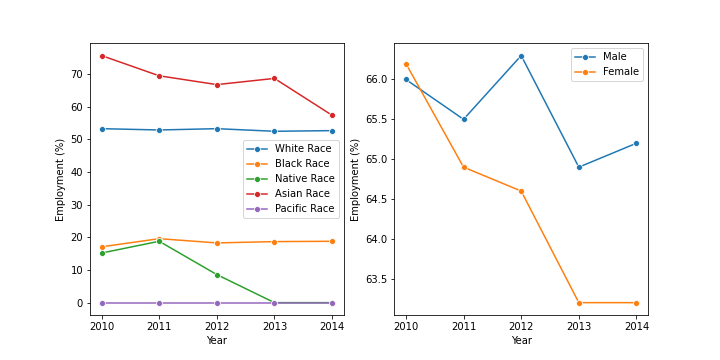 Employment (%)
70
60
50
40
30
20
10
0
2010 2011 2012 2013 2014
Year
White Race
Black Race
Native Race
Asian Race
Pacific Race
Employment (%)
66.0
65.5
65.0
64.5
64.0
63.5
2010 2011 2012 2013 2014
Year
Male
Female